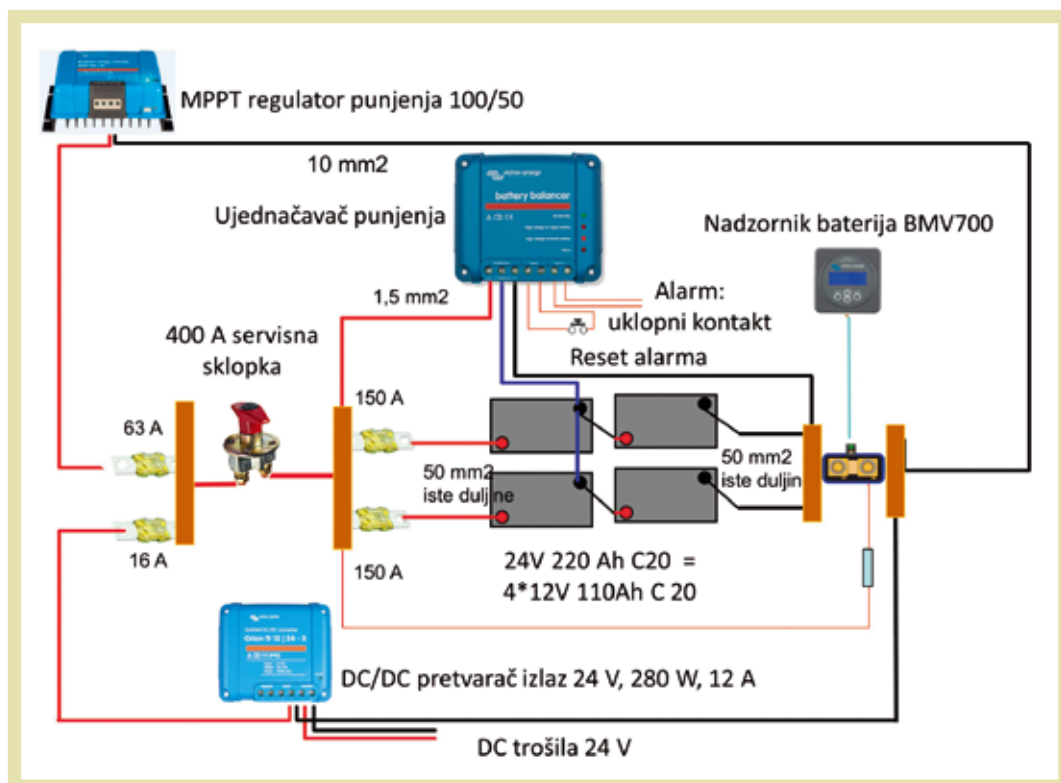 MPPT regulator punjenja 100/50
10 mm2
Ujednačavač punjenja
battery balancer
Nadzornik baterija BMV700
1,5 mm2
Alarm:
uklopni kontakt
400 A servisna
sklopka
Reset alarma
150 A
63 A
50 mm2
iste duljine
50 mm2
iste duljin
16 A
150 A
24V 220 Ah C20 =
4*12V 110Ah C 20
DC/DC pretvarač izlaz 24 V, 280 W, 12 A
DC trošila 24 V